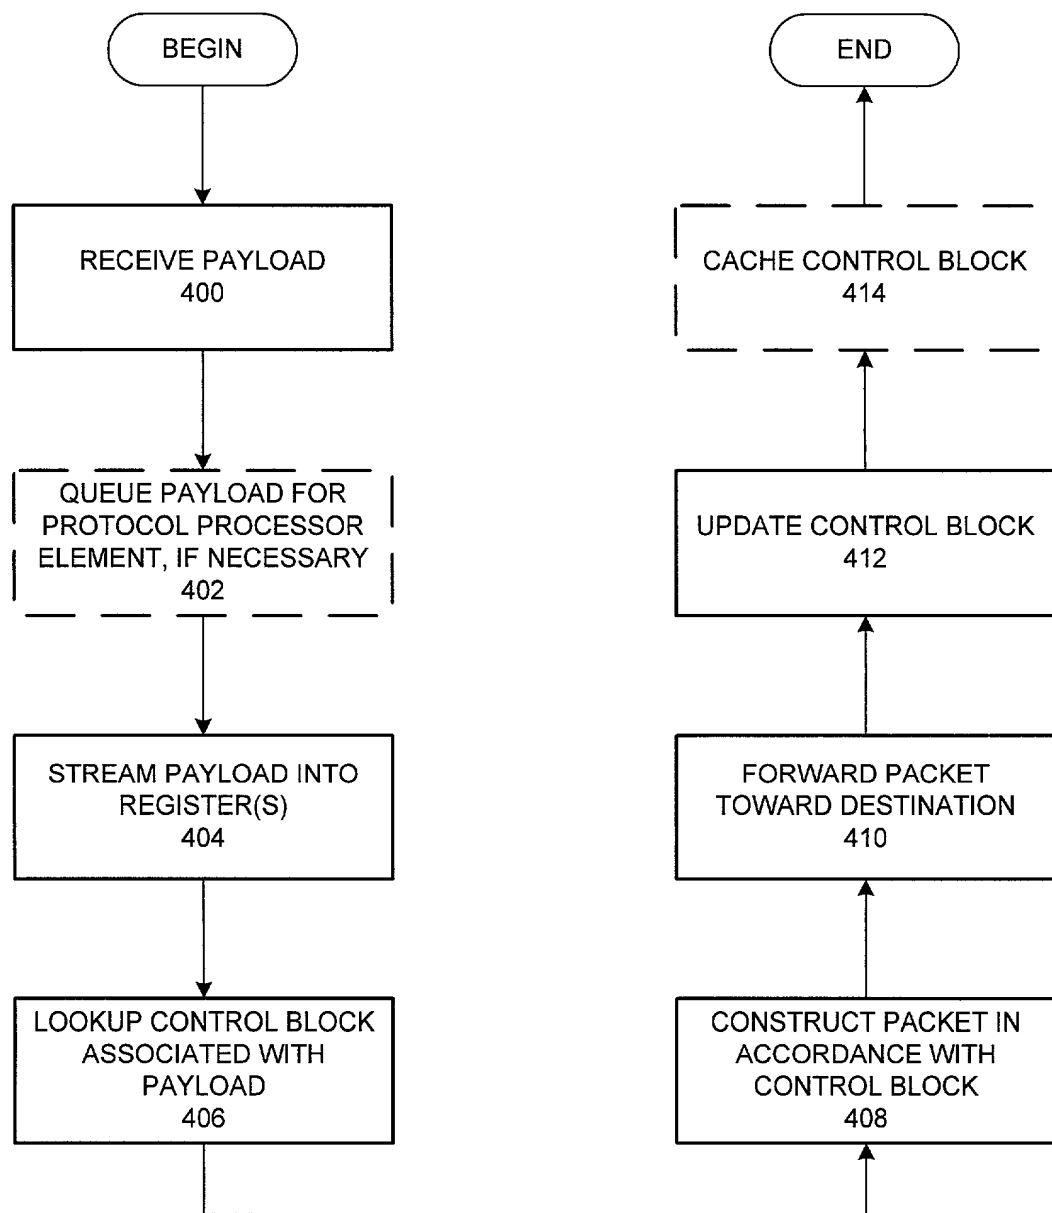 BEGIN
RECEIVE PAYLOAD
400
QUEUE PAYLOAD FOR
PROTOCOL PROCESSOR
ELEMENT, IF NECESSARY
402
STREAM PAYLOAD INTO
REGISTER(S)
404
LOOKUP CONTROL BLOCK
ASSOCIATED WITH
PAYLOAD
406
CONSTRUCT PACKET IN
ACCORDANCE WITH
CONTROL BLOCK
408
FORWARD PACKET
TOWARD DESTINATION
410
UPDATE CONTROL BLOCK
412
CACHE CONTROL BLOCK
414
END